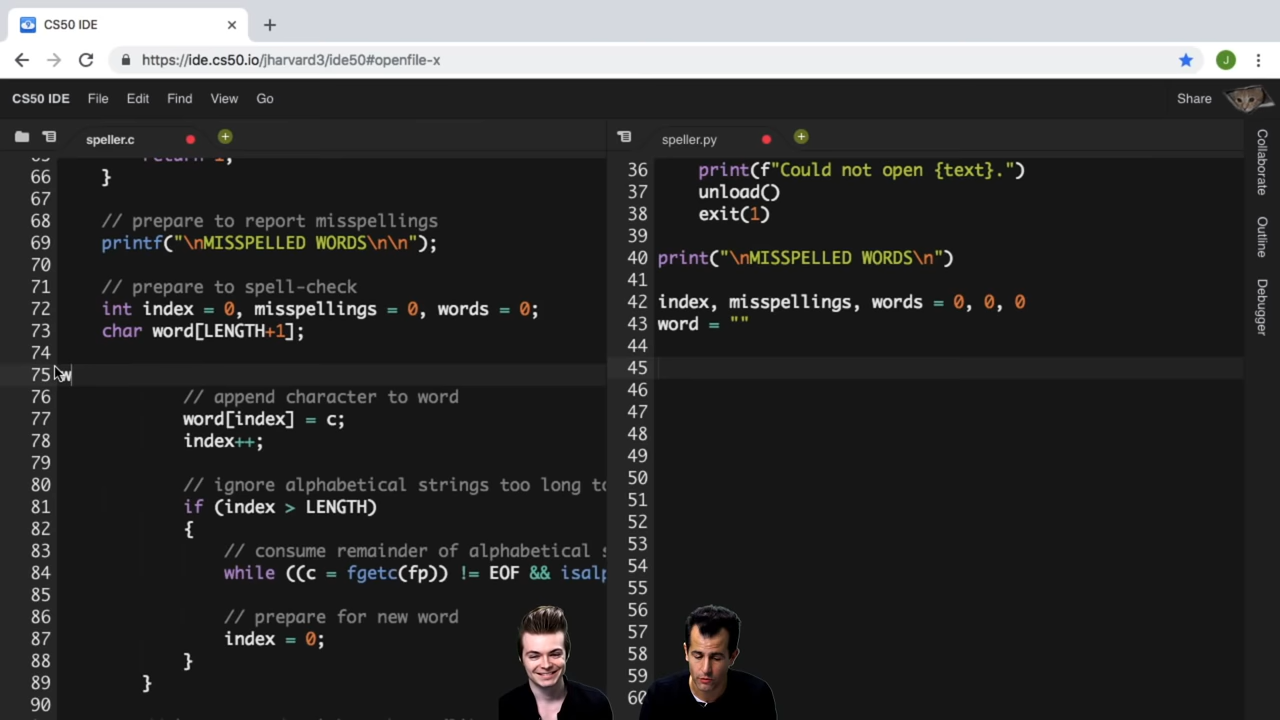 CS50 IDE
https://ide.cs50.io/jharvard3/ide50#openfile-x
J
CS50 IDE File Edit Find View Go Share
speller.c
66 }
67
68 // prepare to report misspellings
69 printf("\nMISSPELLED WORDS\n\n");
70
71 // prepare to spell-check
72 int index = 0, misspellings = 0, words = 0;
73 char word[LENGTH+1];
74
75 w
76 // append character to word
77 word[index] = c;
78 index++;
79
80 // ignore alphabetical strings too long to
81 if (index > LENGTH)
82 {
83 // consume remainder of alphabetical
84 while ((c = fgetc(fp)) != EOF && isalp
85
86 // prepare for new word
87 index = 0;
88 }
89 }
90
speller.py
36 print(f"Could not open {text}.")
37 unload()
38 exit(1)
39
40 print("\nMISSPELLED WORDS\n")
41
42 index, misspellings, words = 0, 0, 0
43 word = ""
44
45
46
47
48
49
50
51
52
53
54
55
56
57
58
59
Collaborate
Outline
Debugger